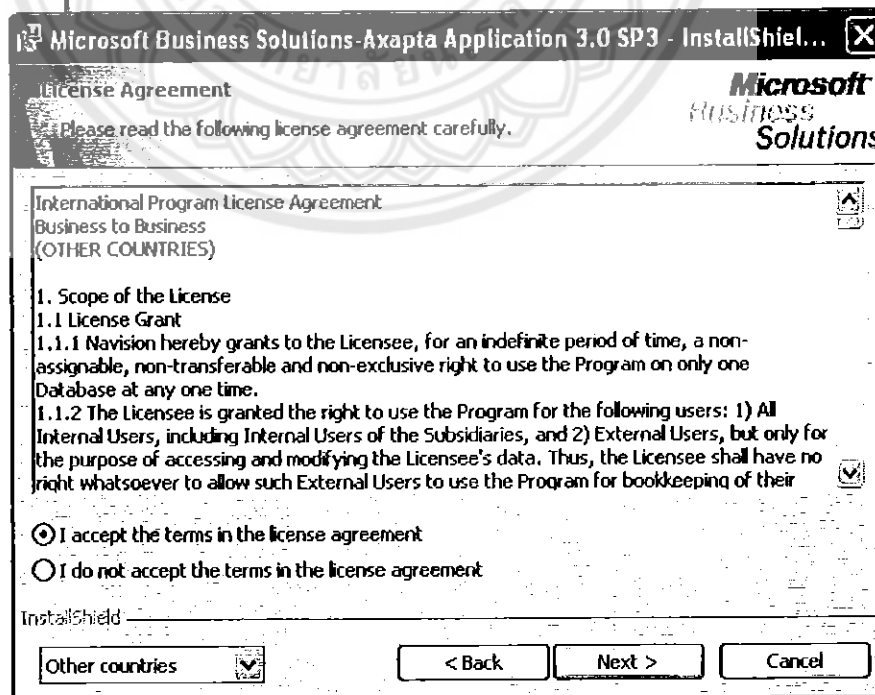 Microsoft Business Solutions-Axapta Application 3.0 SP3 - InstallShiel...
License Agreement
Please read the following license agreement carefully.
Microsoft
Business
Solutions
International Program License Agreement
Business to Business
(OTHER COUNTRIES)
1. Scope of the License
1.1 License Grant
1.1.1 Navision hereby grants to the Licensee, for an indefinite period of time, a non-
assignable, non-transferable and non-exclusive right to use the Program on only one
Database at any one time.
1.1.2 The Licensee is granted the right to use the Program for the following users: 1) All
Internal Users, including Internal Users of the Subsidiaries, and 2) External Users, but only for
the purpose of accessing and modifying the Licensee's data. Thus, the Licensee shall have no
right whatsoever to allow such External Users to use the Program for bookkeeping of their
I accept the terms in the license agreement
I do not accept the terms in the license agreement
InstallShield
Other countries
< Back
Next >
Cancel